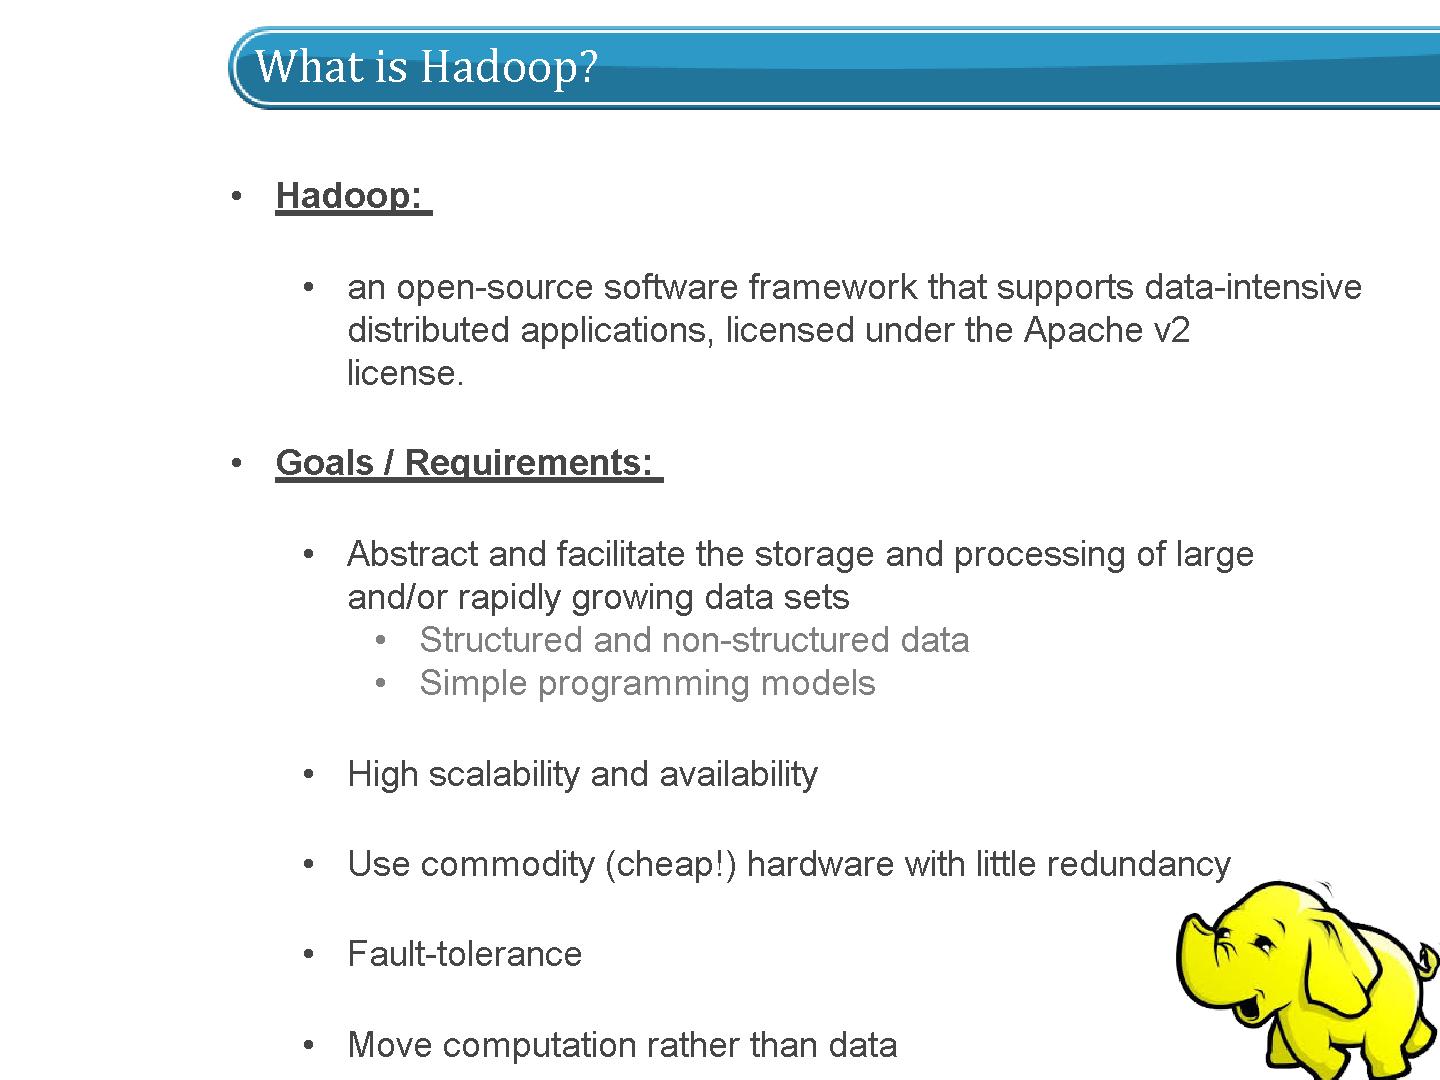 What is Hadoop?
• Hadoop:
• an open-source software framework that supports data-intensive
distributed applications, licensed under the Apache v2
license.
• Goals / Requirements:
• Abstract and facilitate the storage and processing of large
and/or rapidly growing data sets
• Structured and non-structured data
• Simple programming models
• High scalability and availability
• Use commodity (cheap!) hardware with little redundancy
• Fault-tolerance
• Move computation rather than data